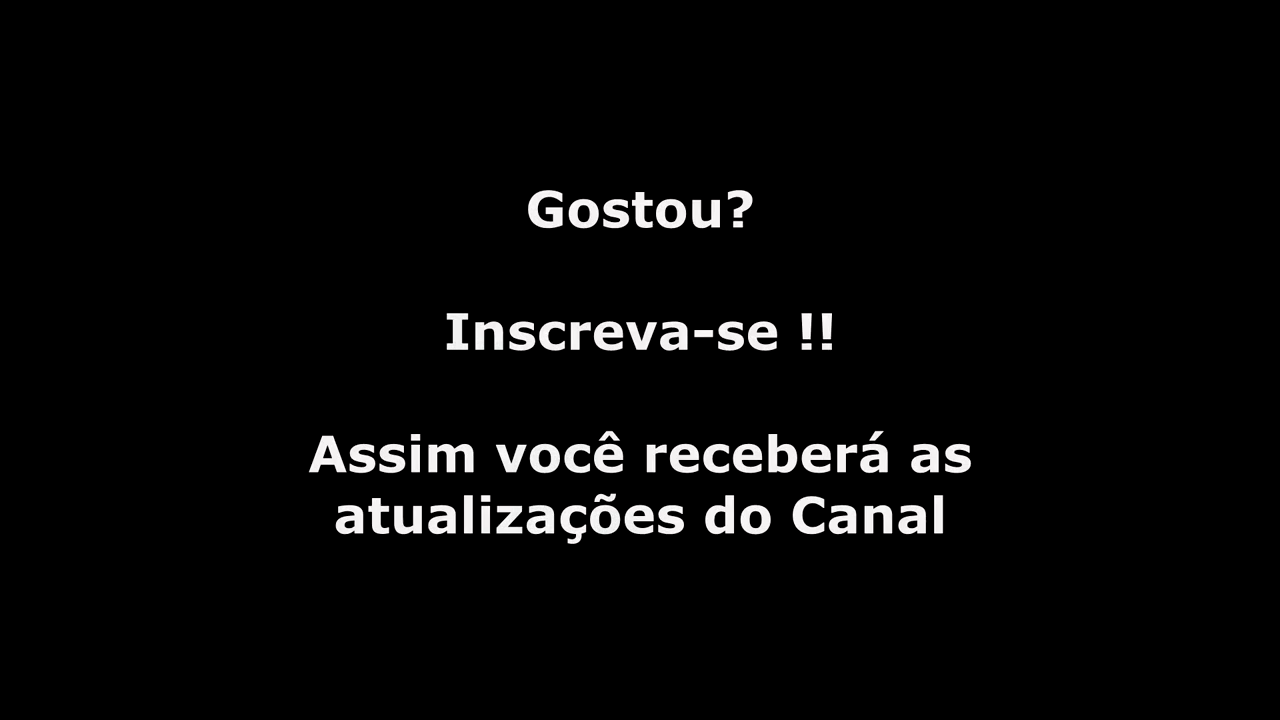 Gostou?
Inscreva-se !!
Assim você receberá as
atualizações do Canal